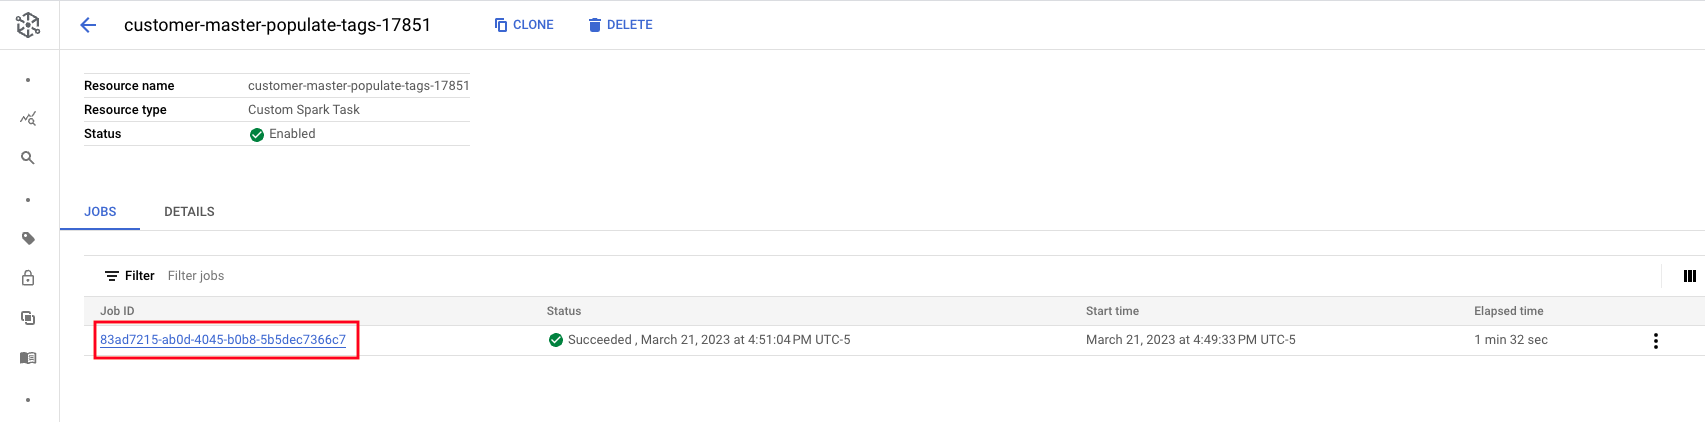 customer-master-populate-tags-17851 CLONE DELETE
Resource name customer-master-populate-tags-17851
Resource type Custom Spark Task
Status Enabled
JOBS DETAILS
Filter Filter jobs
Job ID Status Start time Elapsed time
83ad7215-ab0d-4045-b0b8-5b5dec7366c7 Succeeded , March 21, 2023 at 4:51:04 PM UTC-5 March 21, 2023 at 4:49:33 PM UTC-5 1 min 32 sec